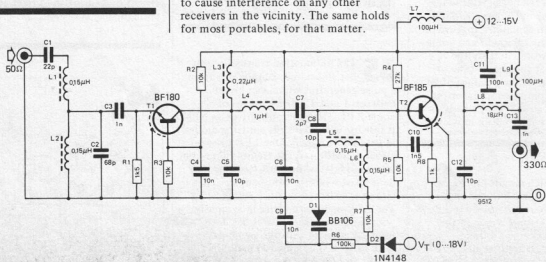 to cause interference on any other
receivers in the vicinity. The same holds
for most portables, for that matter.
L7
100µH
12...15V
C1
22p
50Ω
L1
0,15µH
R2
10k
L3
0,22µH
R4
27k
C11
100n
L9
100µH
BF180
L4
1µH
C7
2p7
BF185
L8
18µH
C3
1n
T1
T2
C13
1n
C8
10p
L5
0,15µH
C10
1n5
L2
0,15µH
C2
68p
R1
1k5
R3
10k
C4
10n
C5
10p
C6
10n
L6
0,15µH
R5
10k
R8
1k
C12
10p
330Ω
9512
0
D1
BB106
C9
10n
R7
10k
R6
100k
D2
1N4148
VT (0...18V)